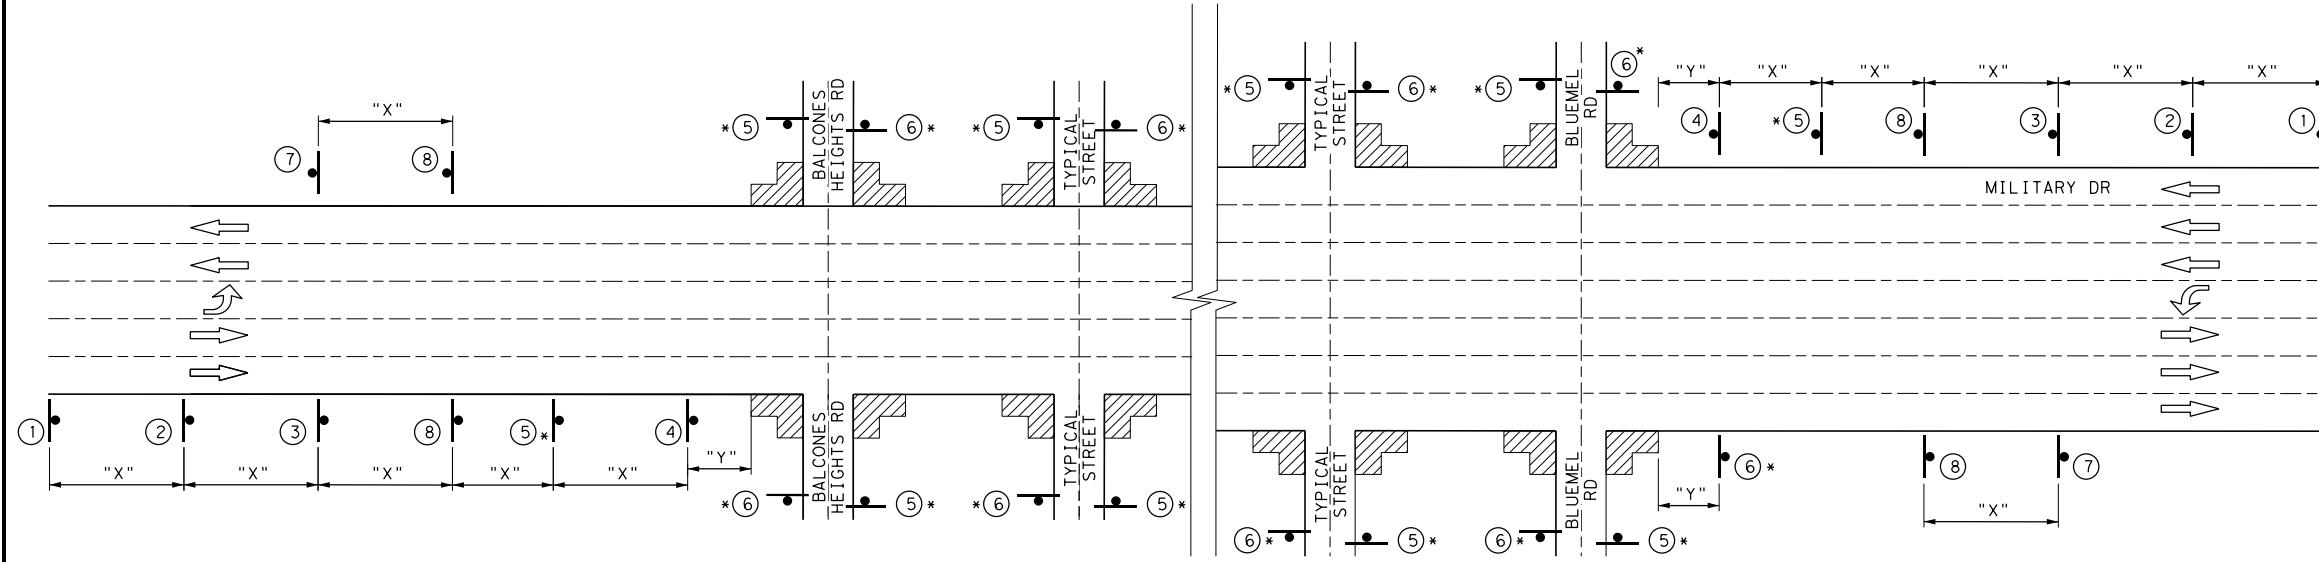 "X"
7
8
* 5
BALCONES
HEIGHTS RD
6 *
* 5
TYPICAL
STREET
6 *
* 5
TYPICAL
STREET
6 *
* 5
BLUEMEL
RD
6 *
"Y"
"X"
"X"
"X"
"X"
"X"
4
* 5
8
3
2
1
MILITARY DR
1
2
3
8
5 *
4
"X"
"X"
"X"
"X"
"X"
"Y"
* 6
BALCONES
HEIGHTS RD
5 *
* 6
TYPICAL
STREET
5 *
6 *
TYPICAL
STREET
5 *
6 *
BLUEMEL
RD
5 *
6 *
8
7
"Y"
"X"